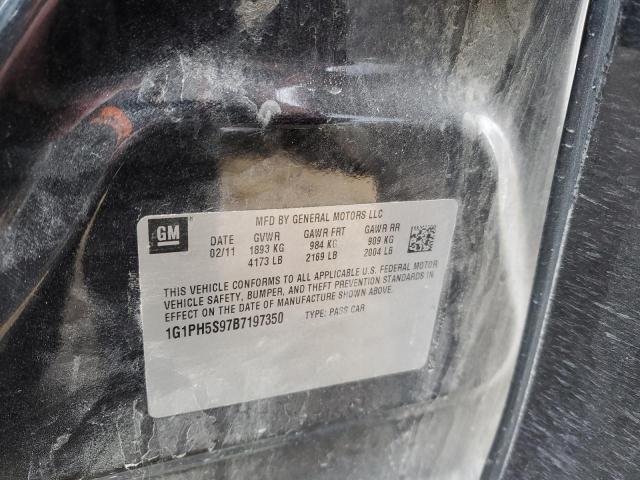 MFD BY GENERAL MOTORS LLC
GM
DATE GVWR GAWR FRT GAWR RR
02/11 1893 KG 984 KG 909 KG
4173 LB 2169 LB 2004 LB
THIS VEHICLE CONFORMS TO ALL APPLICABLE U.S. FEDERAL MOTOR
VEHICLE SAFETY, BUMPER, AND THEFT PREVENTION STANDARDS IN
EFFECT ON THE DATE OF MANUFACTURE SHOWN ABOVE.
1G1PH5S97B7197350 TYPE: PASS CAR